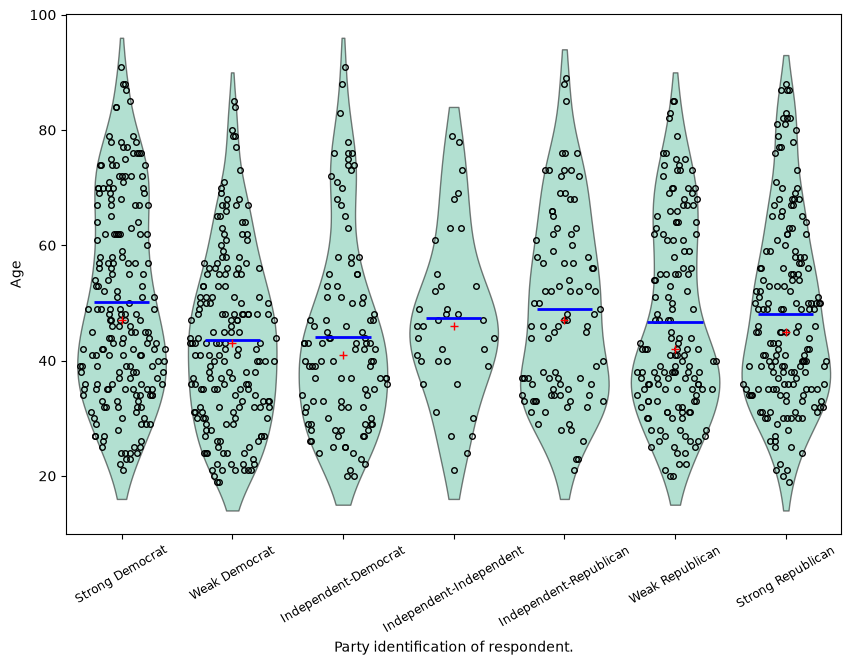 100
80
60
40
20
Age
Strong Democrat
Weak Democrat
Independent-Democrat
Independent-Independent
Independent-Republican
Weak Republican
Strong Republican
Party identification of respondent.